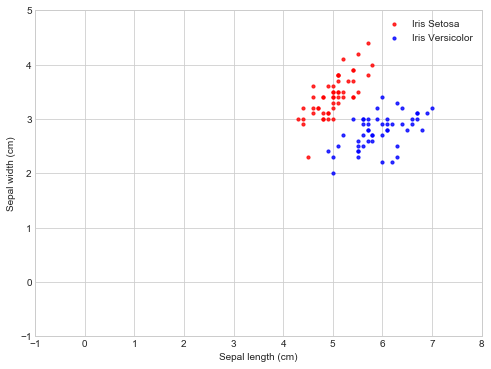 5
Iris Setosa
Iris Versicolor
4
3
2
1
0
−1
Sepal width (cm)
−1 0 1 2 3 4 5 6 7 8
Sepal length (cm)